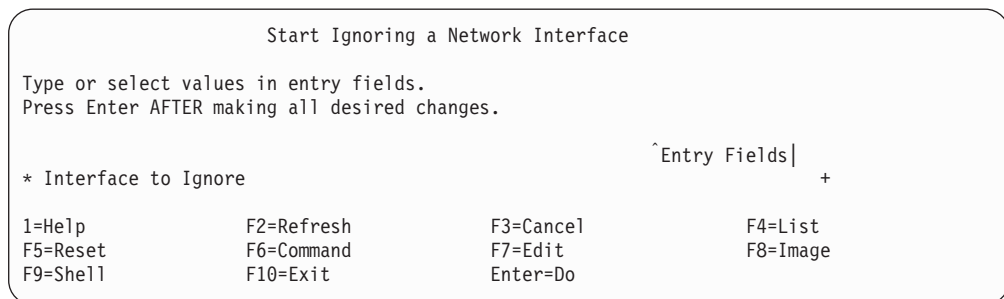 Start Ignoring a Network Interface
Type or select values in entry fields.
Press Enter AFTER making all desired changes.
^Entry Fields|
* Interface to Ignore +
1=Help F2=Refresh F3=Cancel F4=List
F5=Reset F6=Command F7=Edit F8=Image
F9=Shell F10=Exit Enter=Do